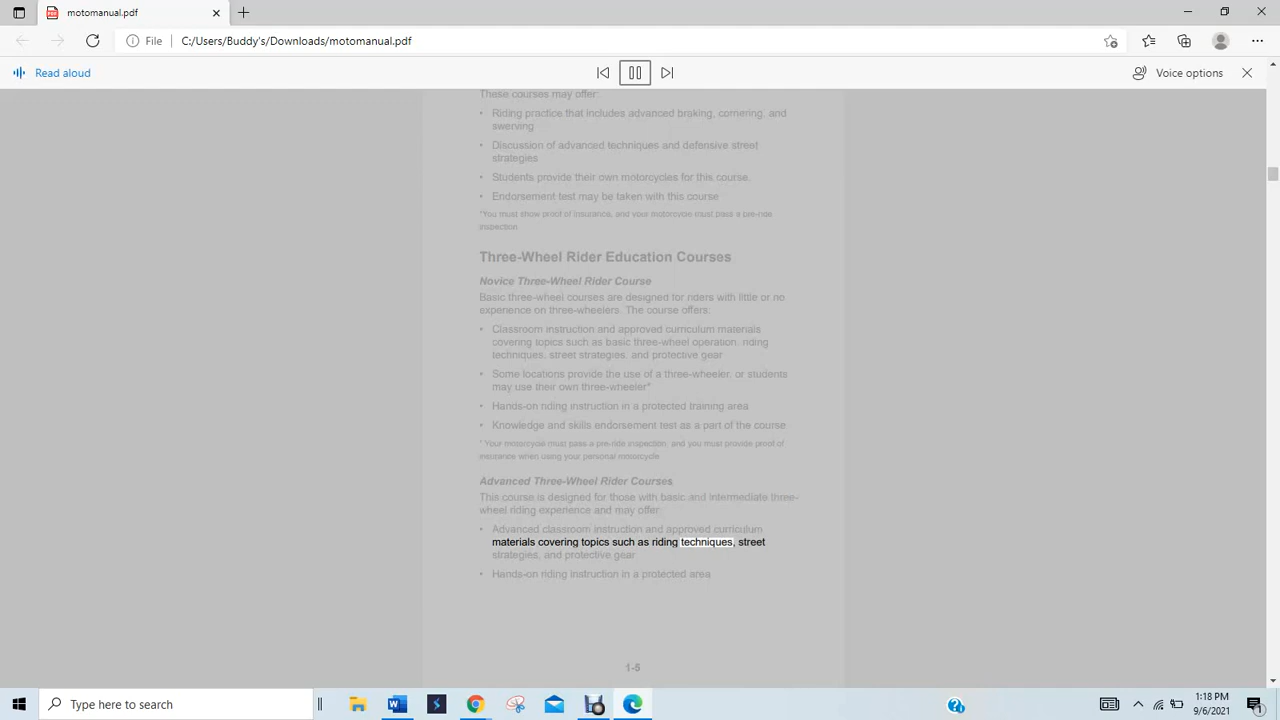 motomanual.pdf
File C:/Users/Buddy's/Downloads/motomanual.pdf
Read aloud
Voice options
These courses may offer:
• Riding practice that includes advanced braking, cornering, and
swerving
• Discussion of advanced techniques and defensive street
strategies
• Students provide their own motorcycles for this course.
• Endorsement test may be taken with this course
*You must show proof of insurance, and your motorcycle must pass a pre-ride
inspection
Three-Wheel Rider Education Courses
Novice Three-Wheel Rider Course
Basic three-wheel courses are designed for riders with little or no
experience on three-wheelers. The course offers:
• Classroom instruction and approved curriculum materials
covering topics such as basic three-wheel operation, riding
techniques, street strategies, and protective gear
• Some locations provide the use of a three-wheeler; or students
may use their own three-wheeler*
• Hands-on riding instruction in a protected training area
• Knowledge and skills endorsement test as a part of the course
* Your motorcycle must pass a pre-ride inspection, and you must provide proof of
insurance when using your personal motorcycle
Advanced Three-Wheel Rider Courses
This course is designed for those with basic and intermediate three-
wheel riding experience and may offer
• Advanced classroom instruction and approved curriculum
materials covering topics such as riding techniques, street
strategies, and protective gear
• Hands-on riding instruction in a protected area
1-5
Type here to search
1:18 PM
9/6/2021